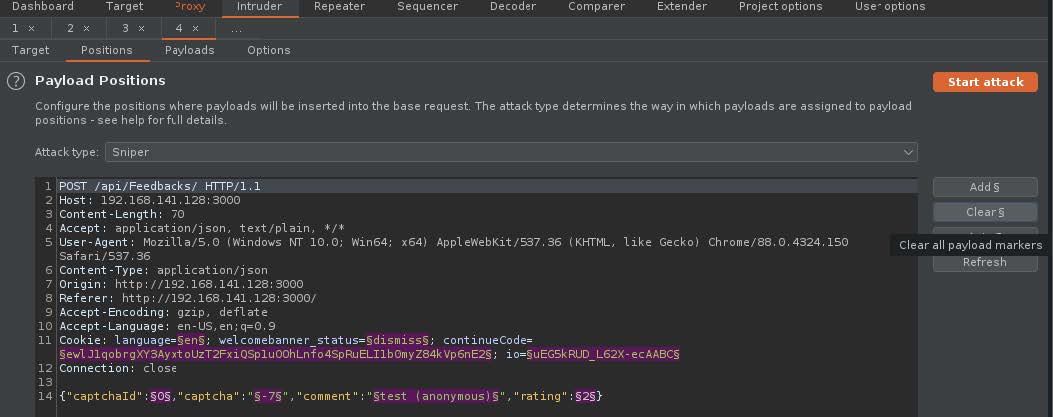 Dashboard Target Proxy Intruder Repeater Sequencer Decoder Comparer Extender Project options User options
1 × 2 × 3 × 4 × ...
Target Positions Payloads Options
? Payload Positions
Start attack
Configure the positions where payloads will be inserted into the base request. The attack type determines the way in which payloads are assigned to payload
positions - see help for full details.
Attack type: Sniper
1 POST /api/Feedbacks/ HTTP/1.1
2 Host: 192.168.141.128:3000
3 Content-Length: 70
4 Accept: application/json, text/plain, */*
5 User-Agent: Mozilla/5.0 (Windows NT 10.0; Win64; x64) AppleWebKit/537.36 (KHTML, like Gecko) Chrome/88.0.4324.150
Safari/537.36
6 Content-Type: application/json
7 Origin: http://192.168.141.128:3000
8 Referer: http://192.168.141.128:3000/
9 Accept-Encoding: gzip, deflate
10 Accept-Language: en-US,en;q=0.9
11 Cookie: language=§en§; welcomebanner_status=§dismiss§; continueCode=
§ewlJ1qobrgXY3AyxtoUzT2FxiQSp1uOOhLnfo4SpRuELI1bOmyZ84kVp6nE2§; io=§uEG5kRUD_L62X-ecAABC§
12 Connection: close
13
14 {"captchaId":§0§,"captcha":"§-7§","comment":"§test (anonymous)§","rating":§2§}
Add §
Clear §
Clear all payload markers
Refresh